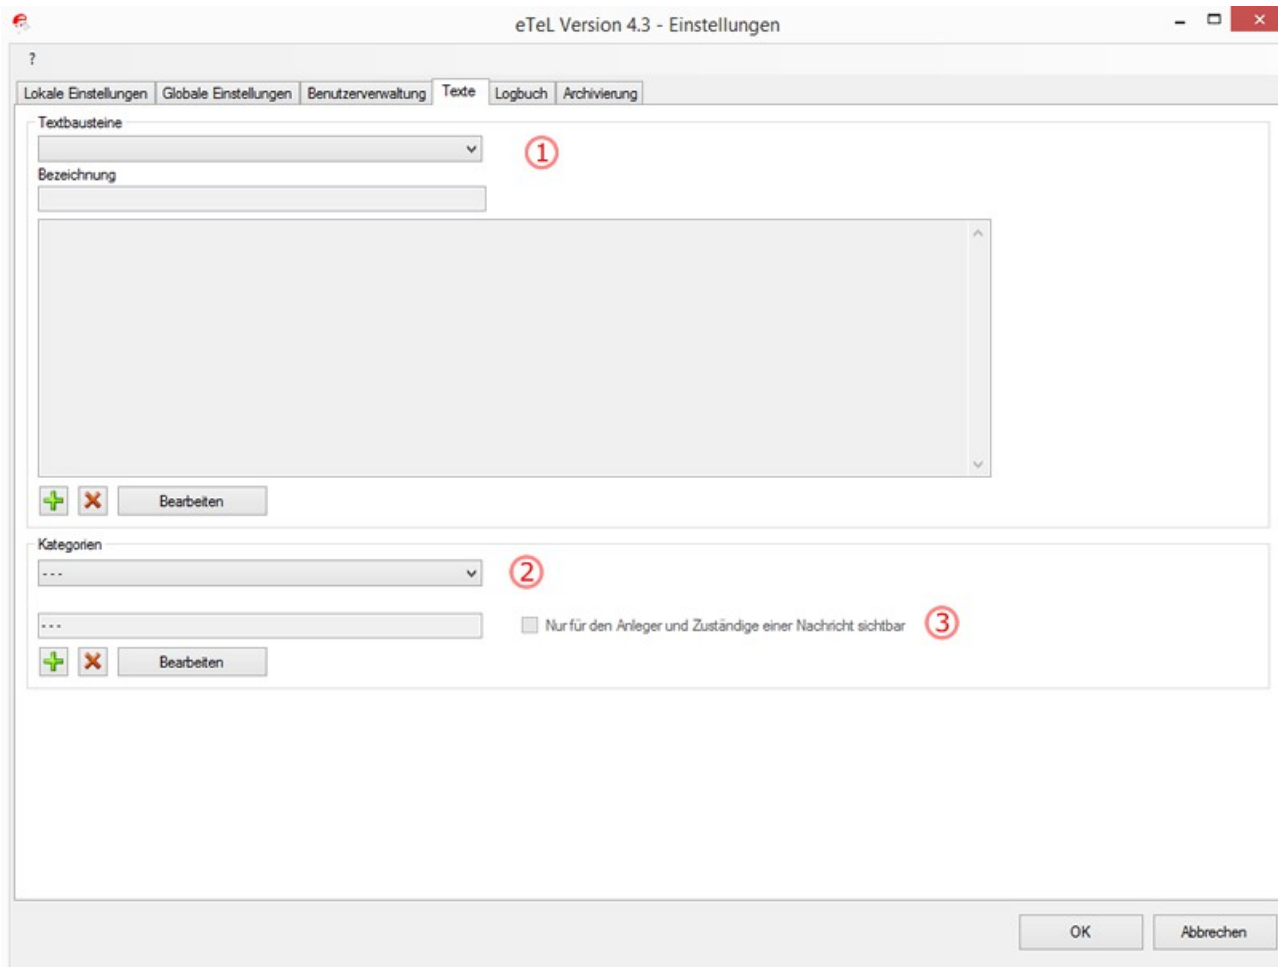 eTeL Version 4.3 - Einstellungen
?
Lokale Einstellungen Globale Einstellungen Benutzerverwaltung Texte Logbuch Archivierung
Textbausteine
1
Bezeichnung
Bearbeiten
Kategorien
---
2
---
Nur für den Anleger und Zuständige einer Nachricht sichtbar
3
Bearbeiten
OK Abbrechen